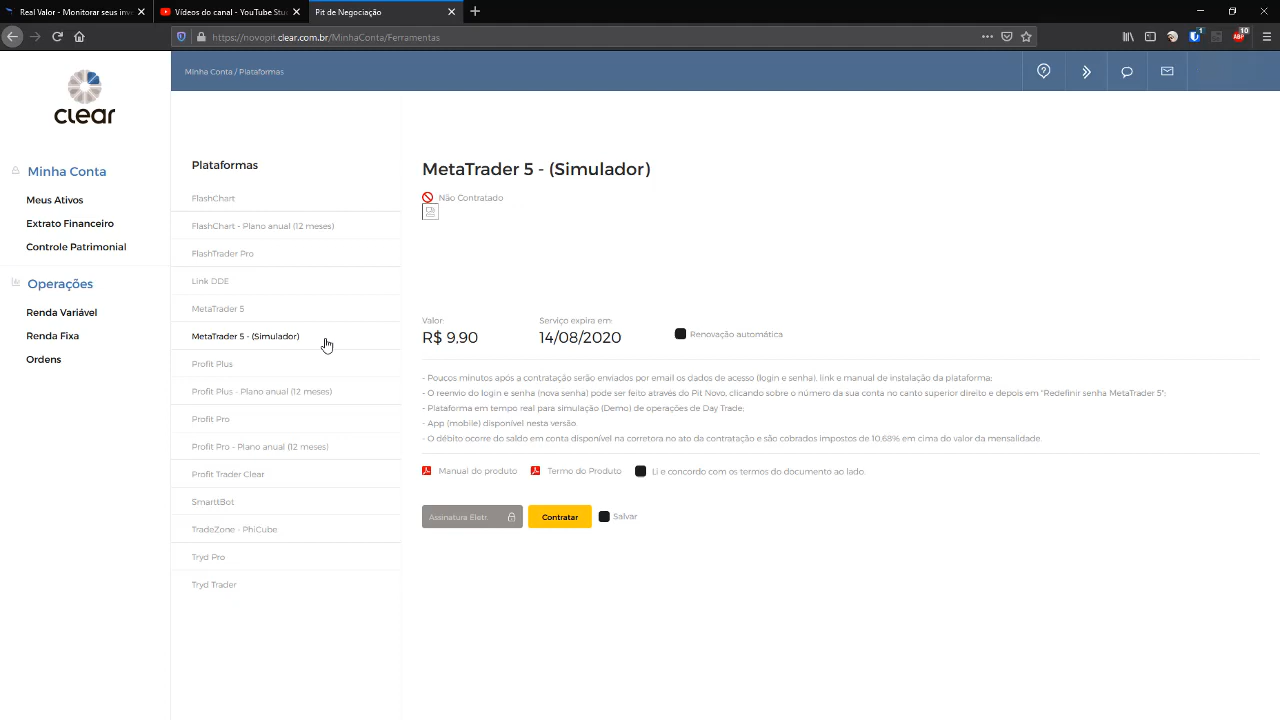 Real Valor - Monitorar seus inv
Vídeos do canal - YouTube Stu
Pit de Negociação
https://novopit.clear.com.br/MinhaConta/Ferramentas
1
ABP
10
clear
Minha Conta / Plataformas
Minha Conta
Meus Ativos
Extrato Financeiro
Controle Patrimonial
Operações
Renda Variável
Renda Fixa
Ordens
Plataformas
FlashChart
FlashChart - Plano anual (12 meses)
FlashTrader Pro
Link DDE
MetaTrader 5
MetaTrader 5 - (Simulador)
Profit Plus
Profit Plus - Plano anual (12 meses)
Profit Pro
Profit Pro - Plano anual (12 meses)
Profit Trader Clear
SmarttBot
TradeZone - PhiCube
Tryd Pro
Tryd Trader
MetaTrader 5 - (Simulador)
Não Contratado
Valor:
R$ 9,90
Serviço expira em:
14/08/2020
Renovação automática
- Poucos minutos após a contratação serão enviados por email os dados de acesso (login e senha), link e manual de instalação da plataforma;
- O reenvio do login e senha (nova senha) pode ser feito através do Pit Novo, clicando sobre o número da sua conta no canto superior direito e depois em "Redefinir senha MetaTrader 5";
- Plataforma em tempo real para simulação (Demo) de operações de Day Trade;
- App (mobile) disponível nesta versão.
- O débito ocorre do saldo em conta disponível na corretora no ato da contratação e são cobrados impostos de 10,68% em cima do valor da mensalidade.
Manual do produto
Termo do Produto
Li e concordo com os termos do documento ao lado.
Assinatura Eletr.
Contratar
Salvar